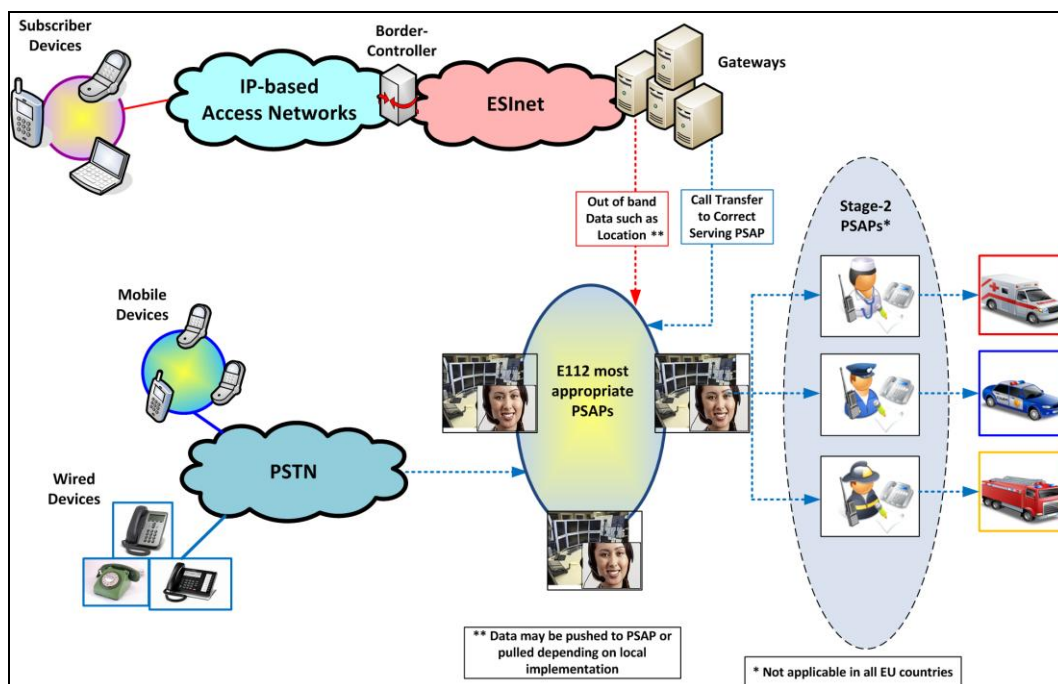 Subscriber
Devices
Border-
Controller
IP-based
Access Networks
ESInet
Gateways
Out of band
Data such as
Location **
Call Transfer
to Correct
Serving PSAP
Stage-2
PSAPs*
Mobile
Devices
E112 most
appropriate
PSAPs
PSTN
Wired
Devices
** Data may be pushed to PSAP or
pulled depending on local
implementation
* Not applicable in all EU countries